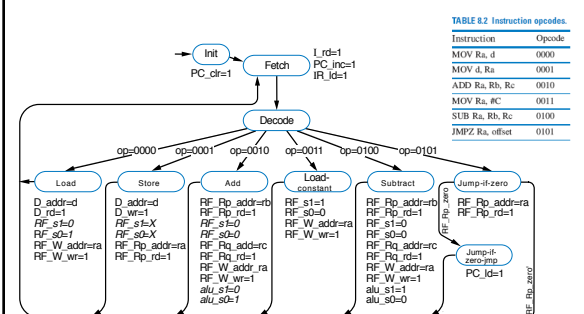 TABLE 8.2 Instruction opcodes.
Instruction Opcode
MOV Ra, d 0000
MOV d, Ra 0001
ADD Ra, Rb, Rc 0010
MOV Ra, #C 0011
SUB Ra, Rb, Rc 0100
JMPZ Ra, offset 0101
Init
PC_clr=1
Fetch
I_rd=1
PC_inc=1
IR_ld=1
Decode
op=0000
op=0001
op=0010
op=0011
op=0100
op=0101
Load
D_addr=d
D_rd=1
RF_s1=0
RF_s0=1
RF_W_addr=ra
RF_W_wr=1
Store
D_addr=d
D_wr=1
RF_s1=X
RF_s0=X
RF_Rp_addr=ra
RF_Rp_rd=1
Add
RF_Rp_addr=rb
RF_Rp_rd=1
RF_s1=0
RF_s0=0
RF_Rq_addr=rc
RF_Rq_rd=1
RF_W_addr_ra
RF_W_wr=1
alu_s1=0
alu_s0=1
Load-
constant
RF_s1=1
RF_s0=0
RF_W_addr=ra
RF_W_wr=1
Subtract
RF_Rp_addr=rb
RF_Rp_rd=1
RF_s1=0
RF_s0=0
RF_Rq_addr=rc
RF_Rq_rd=1
RF_W_addr=ra
RF_W_wr=1
alu_s1=1
alu_s0=0
Jump-if-zero
RF_Rp_addr=ra
RF_Rp_rd=1
RF_Rp_zero
Jump-if-
zero-jmp
PC_ld=1
RF_Rp_zero'